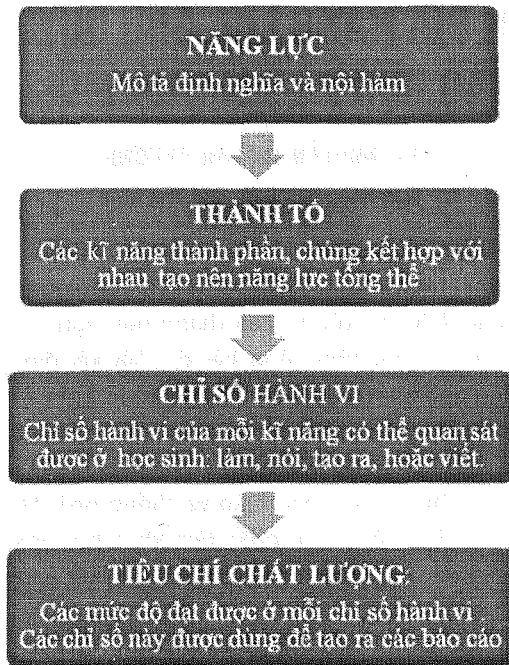 NĂNG LỰC
Mô tả định nghĩa và nội hàm
THÀNH TỐ
Các kĩ năng thành phần, chúng kết hợp với
nhau tạo nên năng lực tổng thể
CHỈ SỐ HÀNH VI
Chỉ số hành vi của mỗi kĩ năng có thể quan sát
được ở học sinh: làm, nói, tạo ra, hoặc viết.
TIÊU CHÍ CHẤT LƯỢNG:
Các mức độ đạt được ở mỗi chỉ số hành vi
Các chỉ số này được dùng để tạo ra các báo cáo